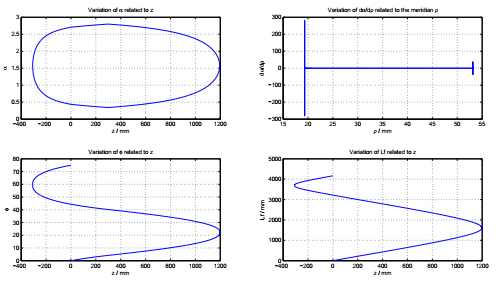 Variation of α related to z
3
2.5
2
1.5
1
0.5
0
α
−400 −200 0 200 400 600 800 1000 1200
z / mm
Variation of dα/dρ related to the meridian ρ
300
200
100
0
−100
−200
−300
dα/dρ
15 20 25 30 35 40 45 50 55
ρ / mm
Variation of ϕ related to z
80
70
60
50
40
30
20
10
0
ϕ
−400 −200 0 200 400 600 800 1000 1200
z / mm
Variation of Lf related to z
5000
4000
3000
2000
1000
0
Lf / mm
−400 −200 0 200 400 600 800 1000 1200
z / mm